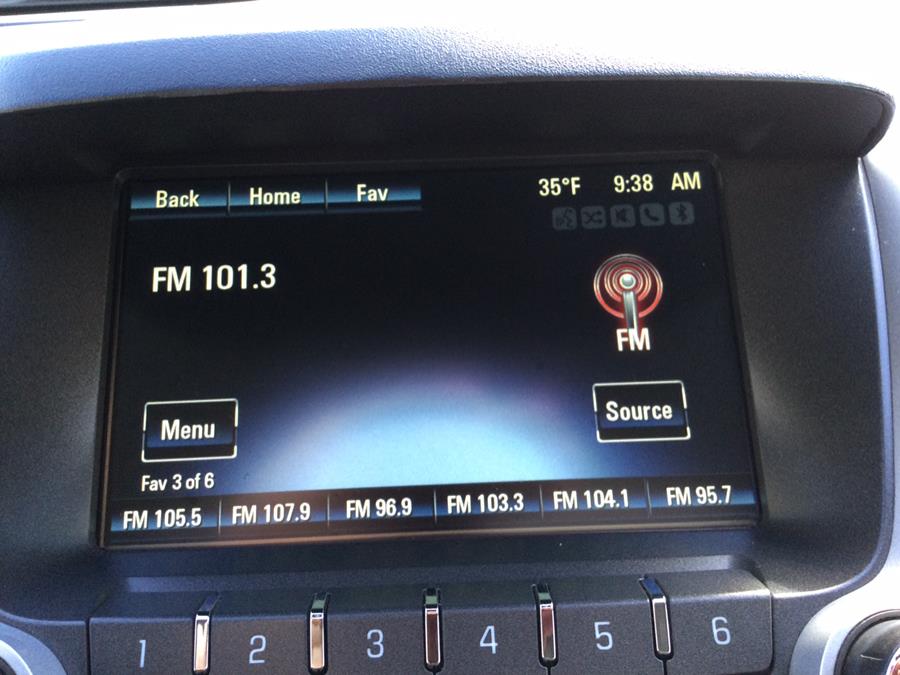 Back Home Fav 35°F 9:38 AM
FM 101.3
FM
Menu Source
Fav 3 of 6
FM 105.5 FM 107.9 FM 96.9 FM 103.3 FM 104.1 FM 95.7
1 2 3 4 5 6